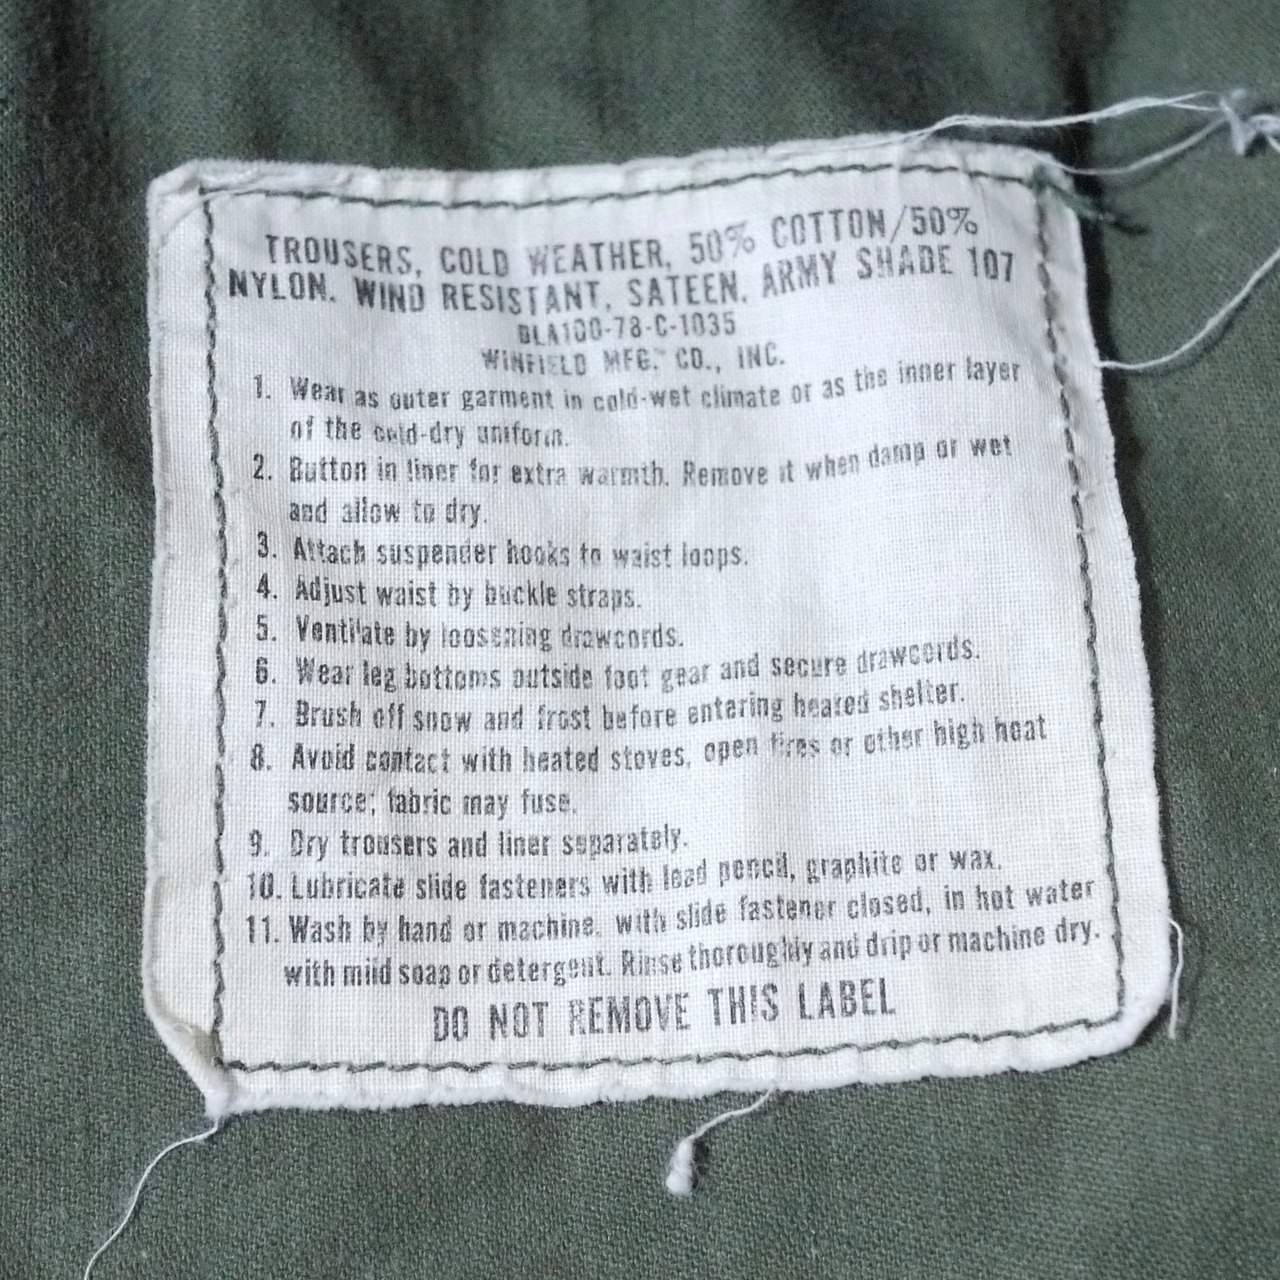 TROUSERS, COLD WEATHER, 50% COTTON/50%
NYLON, WIND RESISTANT, SATEEN, ARMY SHADE 107
DLA100-78-C-1035
WINFIELD MFG. CO., INC.
1. Wear as outer garment in cold-wet climate or as the inner layer
of the cold-dry uniform.
2. Button in liner for extra warmth. Remove it when damp or wet
and allow to dry.
3. Attach suspender hooks to waist loops.
4. Adjust waist by buckle straps.
5. Ventilate by loosening drawcords.
6. Wear leg bottoms outside foot gear and secure drawcords.
7. Brush off snow and frost before entering heated shelter.
8. Avoid contact with heated stoves, open fires or other high heat
source; fabric may fuse.
9. Dry trousers and liner separately.
10. Lubricate slide fasteners with lead pencil, graphite or wax.
11. Wash by hand or machine, with slide fastener closed, in hot water
with mild soap or detergent. Rinse thoroughly and drip or machine dry.
DO NOT REMOVE THIS LABEL